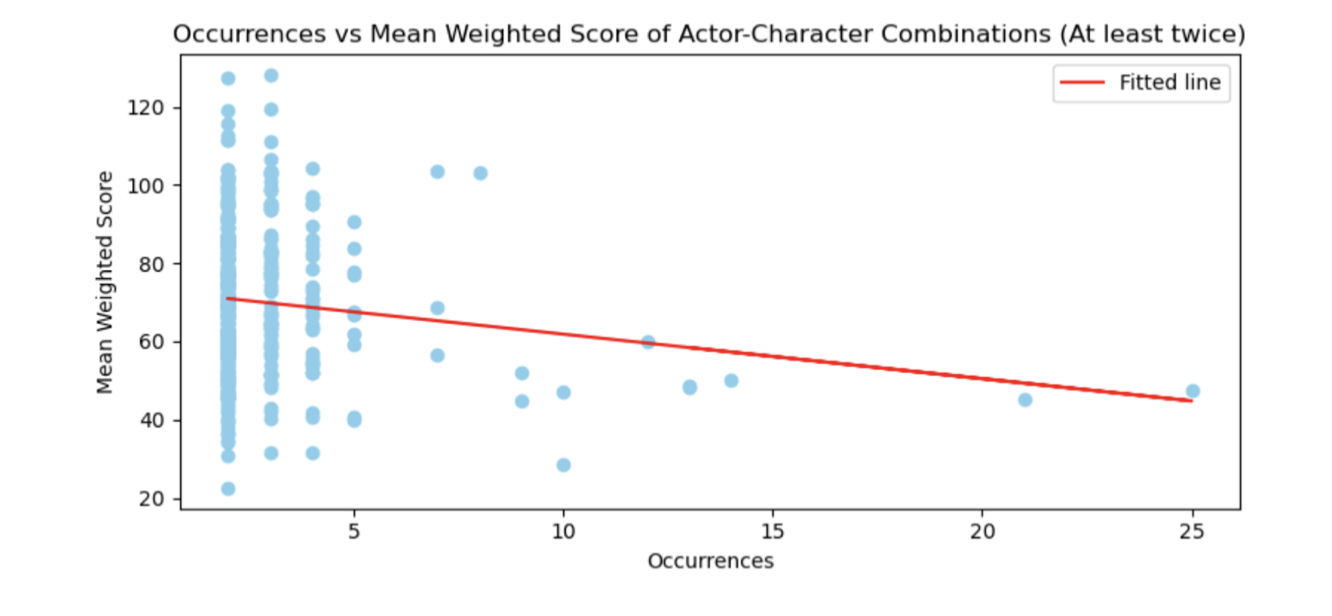 Occurrences vs Mean Weighted Score of Actor-Character Combinations (At least twice)
Fitted line
120
100
80
60
40
20
Mean Weighted Score
5
10
15
20
25
Occurrences